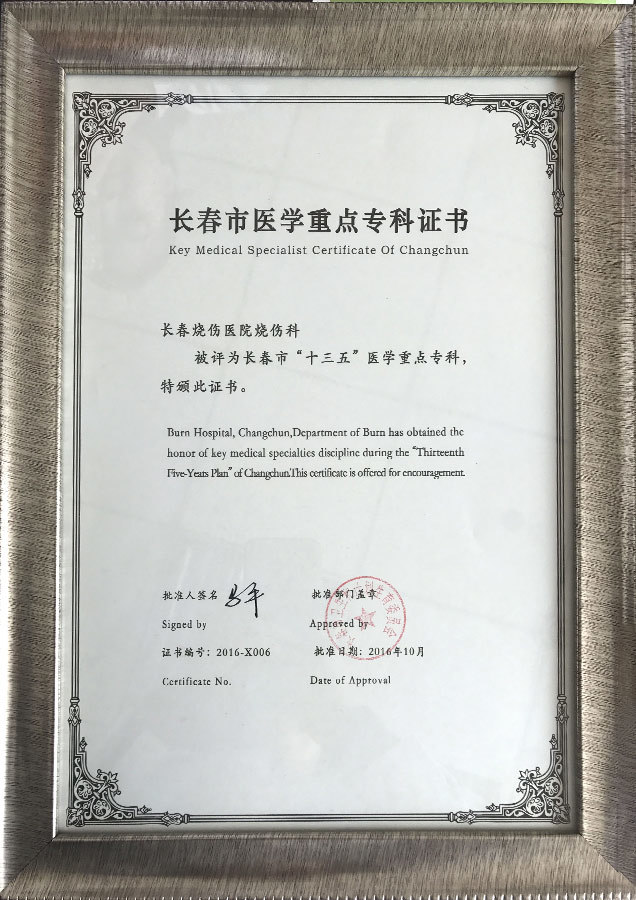 长春市医学重点专科证书
Key Medical Specialist Certificate Of Changchun
长春烧伤医院烧伤科
被评为长春市“十三五”医学重点专科，
特颁此证书。
Burn Hospital, Changchun,Department of Burn has obtained the
honor of key medical specialties discipline during the "Thirteenth
Five-Years Plan" of Changchun.This certificate is offered for encouragement.
批准人签名
批准部门盖章
Signed by
Approved by
证书编号：2016-X006
批准日期：2016年10月
Certificate No.
Date of Approval